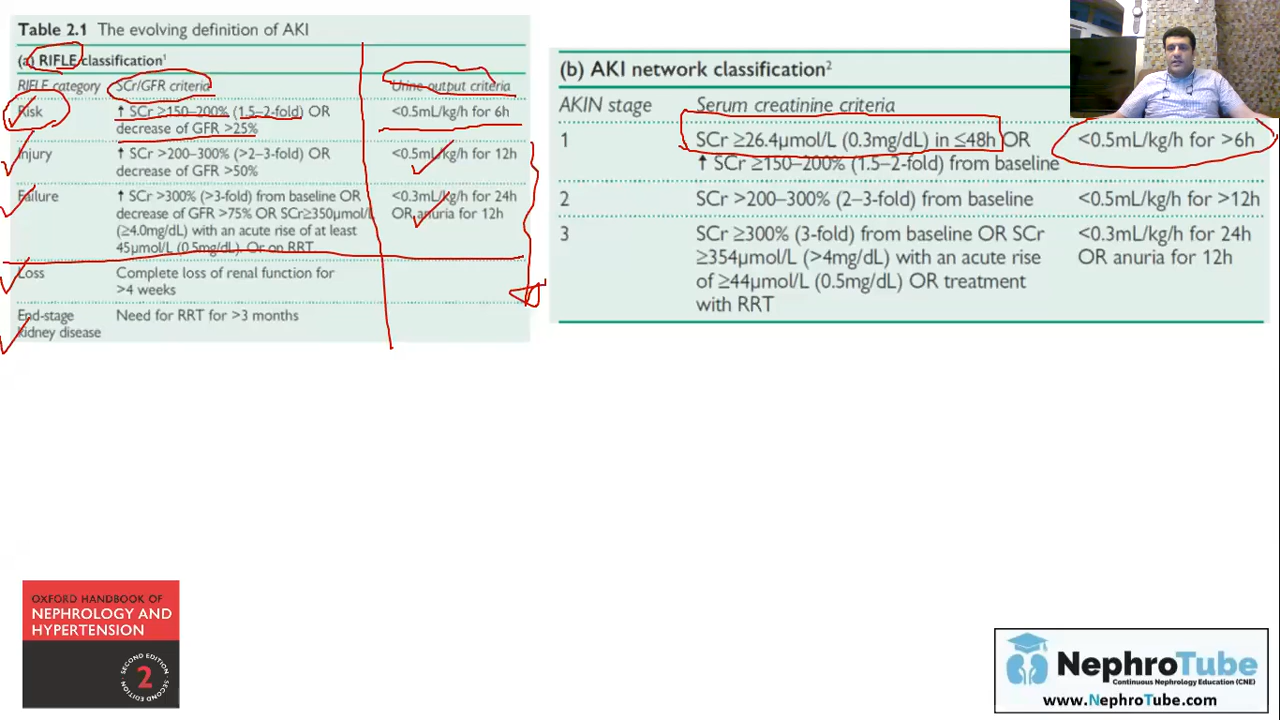 Table 2.1 The evolving definition of AKI
(a) RIFLE classification¹
RIFLE category SCr/GFR criteria Urine output criteria
Risk ↑ SCr ≥150–200% (1.5–2-fold) OR <0.5mL/kg/h for 6h
decrease of GFR >25%
Injury ↑ SCr >200–300% (>2–3-fold) OR <0.5mL/kg/h for 12h
decrease of GFR >50%
Failure ↑ SCr >300% (>3-fold) from baseline OR <0.3mL/kg/h for 24h
decrease of GFR >75% OR SCr≥350μmol/L OR anuria for 12h
(≥4.0mg/dL) with an acute rise of at least
45μmol/L (0.5mg/dL) Or on RRT
Loss Complete loss of renal function for
>4 weeks
End-stage Need for RRT for >3 months
kidney disease
(b) AKI network classification²
AKIN stage Serum creatinine criteria
1 SCr ≥26.4μmol/L (0.3mg/dL) in ≤48h OR <0.5mL/kg/h for >6h
↑ SCr ≥150–200% (1.5–2-fold) from baseline
2 SCr >200–300% (2–3-fold) from baseline <0.5mL/kg/h for >12h
3 SCr ≥300% (3-fold) from baseline OR SCr <0.3mL/kg/h for 24h
≥354μmol/L (>4mg/dL) with an acute rise OR anuria for 12h
of ≥44μmol/L (0.5mg/dL) OR treatment
with RRT
OXFORD HANDBOOK OF
NEPHROLOGY AND
HYPERTENSION
SECOND EDITION
2
SECOND EDITION
NephroTube
Continuous Nephrology Education (CNE)
www.NephroTube.com